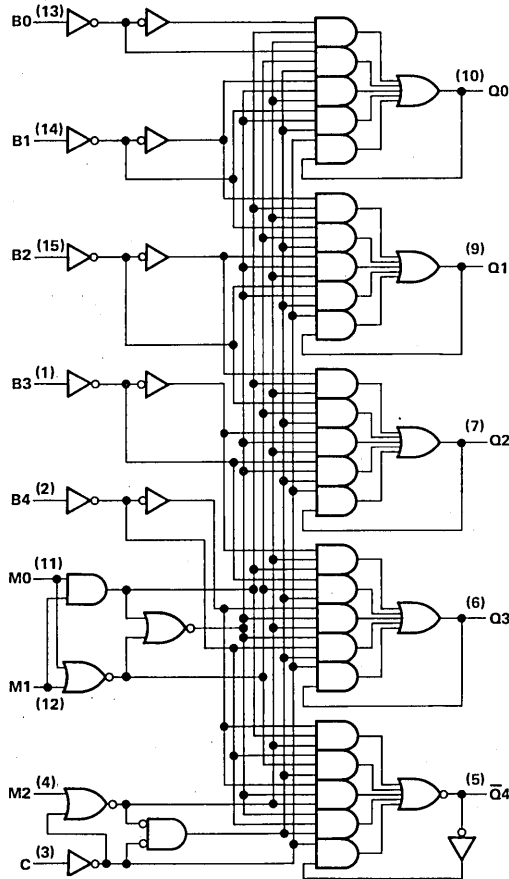 B0 (13)
(10) Q0
B1 (14)
B2 (15)
(9) Q1
B3 (1)
(7) Q2
B4 (2)
M0 (11)
(6) Q3
M1 (12)
M2 (4)
(5) Q̅4
C (3)